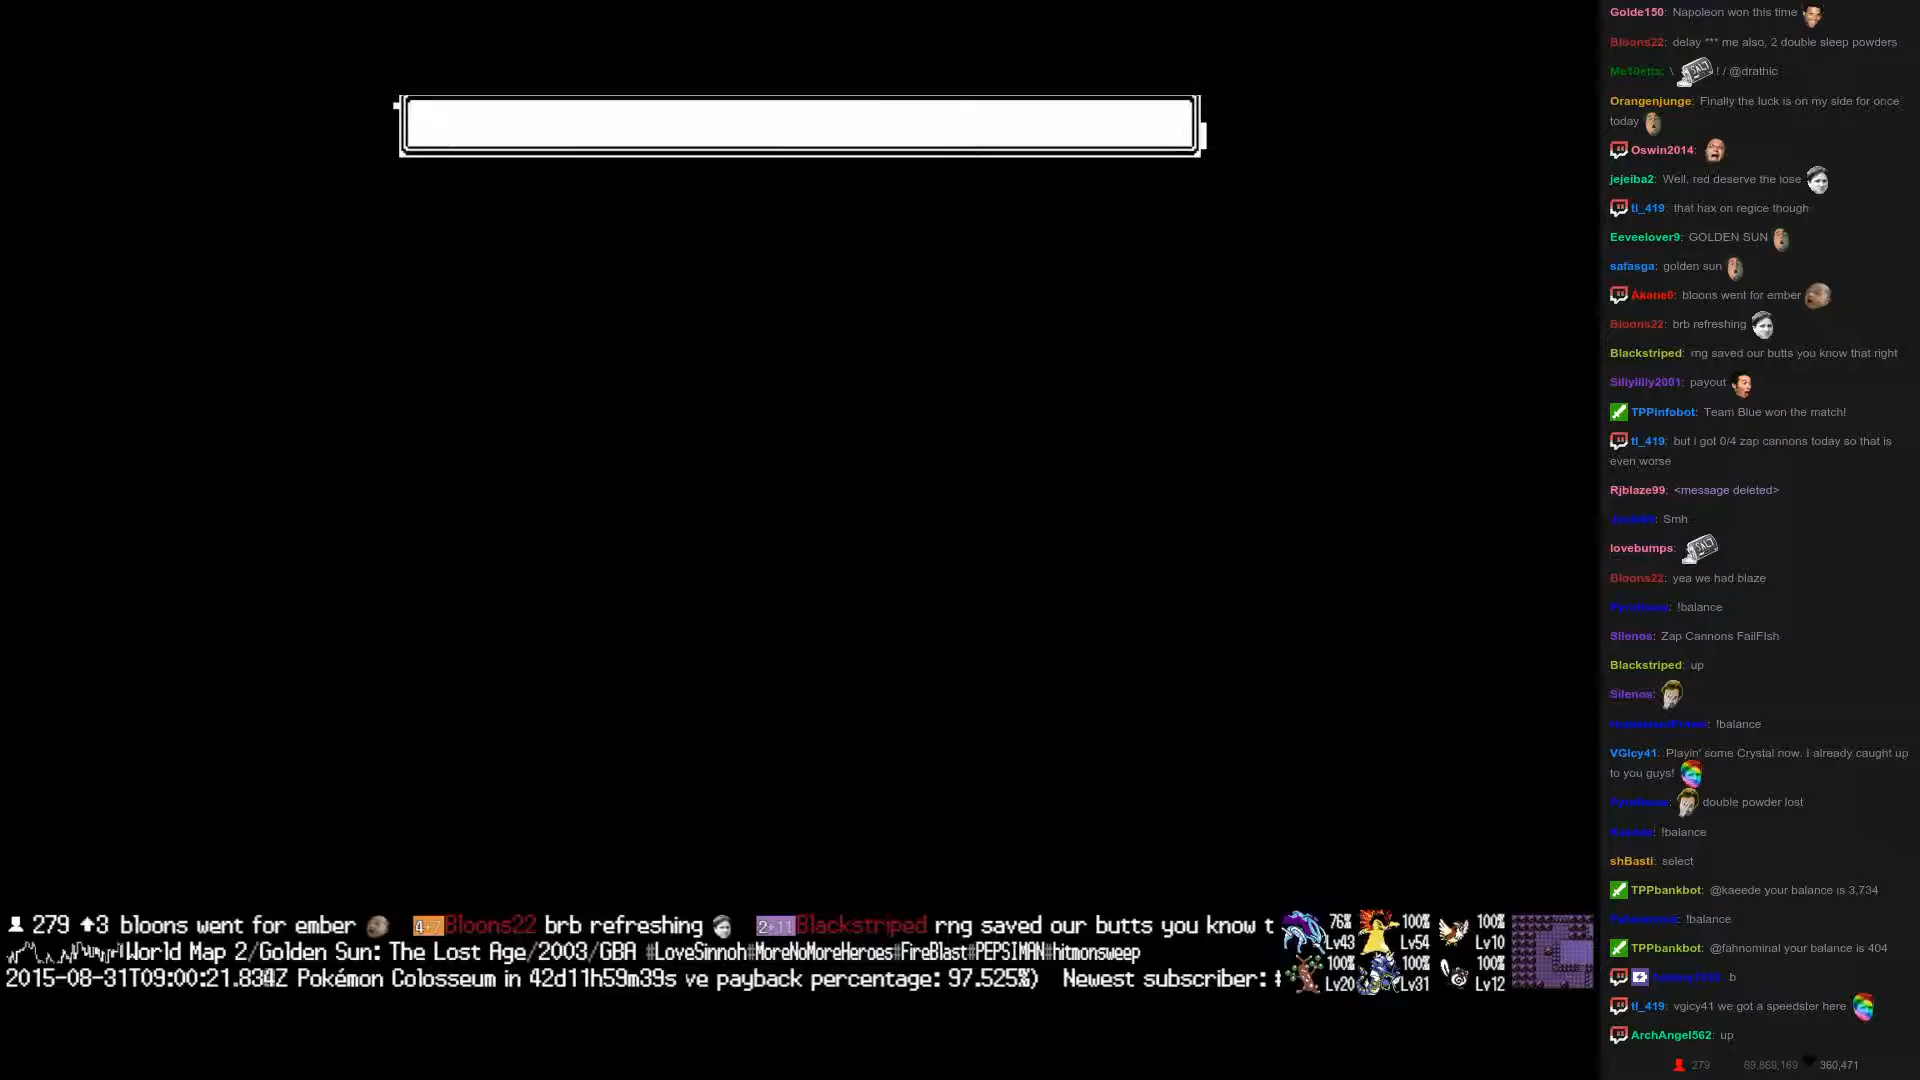 Golde150: Napoleon won this time
Bloons22: delay *** me also, 2 double sleep powders
Me10etta: \ SALT ! / @drathic
Orangenjunge: Finally the luck is on my side for once
today
Oswin2014:
jejeiba2: Well, red deserve the lose
tl_419: that hax on regice though
Eeveelover9: GOLDEN SUN
safasga: golden sun
Akane0: bloons went for ember
Bloons22: brb refreshing
Blackstriped: rng saved our butts you know that right
Sillylilly2001: payout
TPPinfobot: Team Blue won the match!
tl_419: but i got 0/4 zap cannons today so that is
even worse
Rjblaze99: <message deleted>
: Smh
lovebumps: SALT
Bloons22: yea we had blaze
: !balance
Silenos: Zap Cannons FailFIsh
Blackstriped: up
Silenos:
: !balance
VGIcy41: Playin' some Crystal now. I already caught up
to you guys!
: double powder lost
: !balance
shBasti: select
TPPbankbot: @kaeede your balance is 3,734
: !balance
TPPbankbot: @fahnominal your balance is 404
: b
tl_419: vgicy41 we got a speedster here
ArchAngel562: up
279 69,868,169 360,471
279 3 bloons went for ember 4+7 Bloons22 brb refreshing 2+11 Blackstriped rng saved our butts you know t
World Map 2/Golden Sun: The Lost Age/2003/GBA #LoveSinnoh#MoreNoMoreHeroes#FireBlast#PEPSIMAN#hitmonsweep
Pokémon Colosseum in 42d11h59m39s ve payback percentage: 97.525%) Newest subscriber:
76% 100% 100%
Lv43 Lv54 Lv10
100% 100% 100%
Lv20 Lv31 Lv12